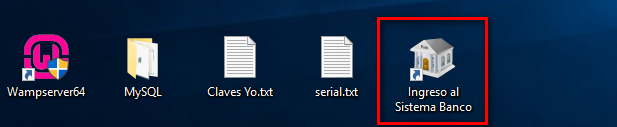 Wampserver64
MySQL
Claves Yo.txt
serial.txt
Ingreso al
Sistema Banco